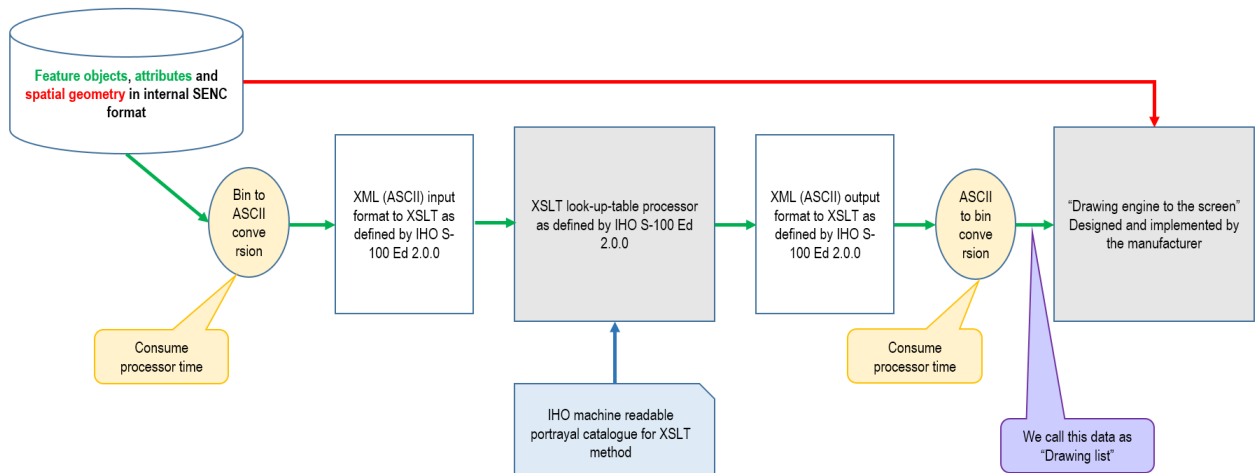 Feature objects, attributes and
spatial geometry in internal SENC
format
Bin to
ASCII
conve
rsion
XML (ASCII) input
format to XSLT as
defined by IHO S-
100 Ed 2.0.0
XSLT look-up-table processor
as defined by IHO S-100 Ed
2.0.0
XML (ASCII) output
format to XSLT as
defined by IHO S-
100 Ed 2.0.0
ASCII
to bin
conve
rsion
“Drawing engine to the screen”
Designed and implemented by
the manufacturer
Consume
processor time
Consume
processor time
IHO machine readable
portrayal catalogue for XSLT
method
We call this data as
“Drawing list”